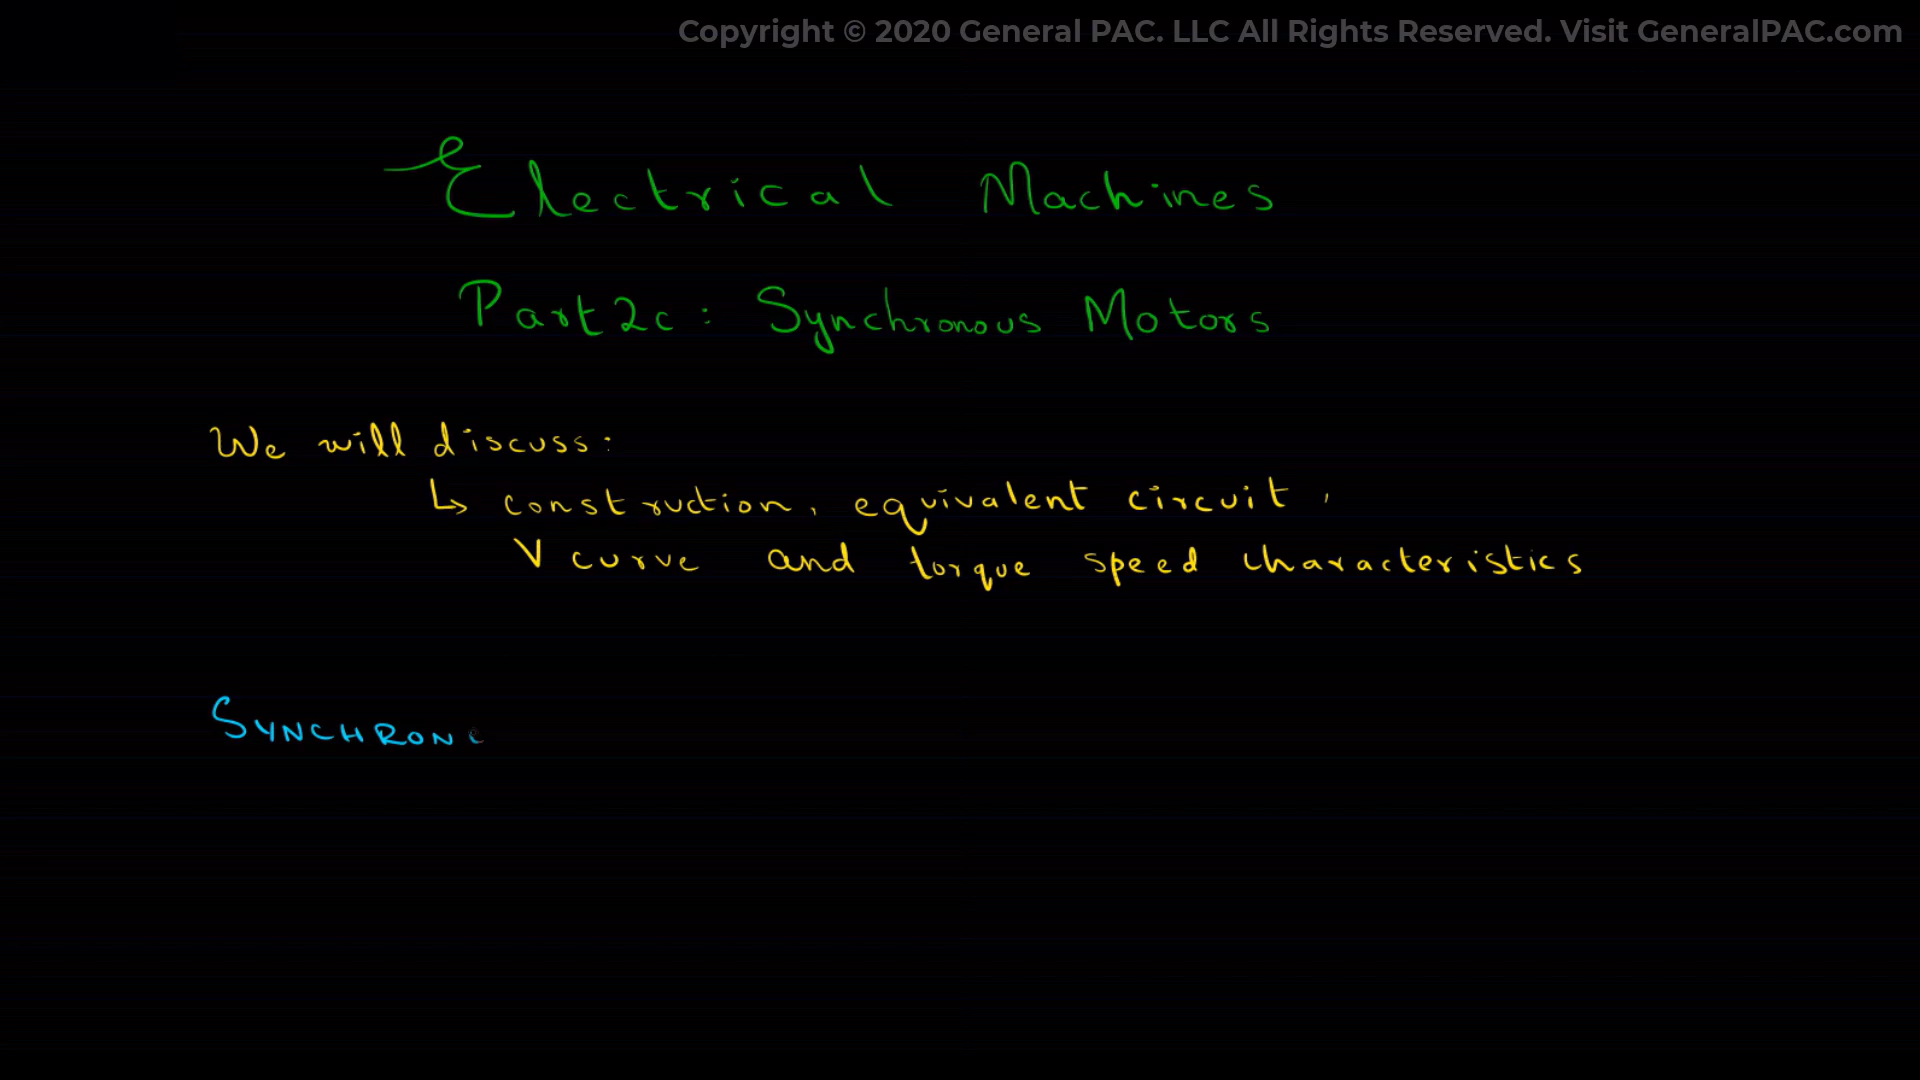 Copyright © 2020 General PAC. LLC All Rights Reserved. Visit GeneralPAC.com
Electrical Machines
Part2c: Synchronous Motors
We will discuss:
↳ construction, equivalent circuit,
V curve and torque speed characteristics
SYNCHRON